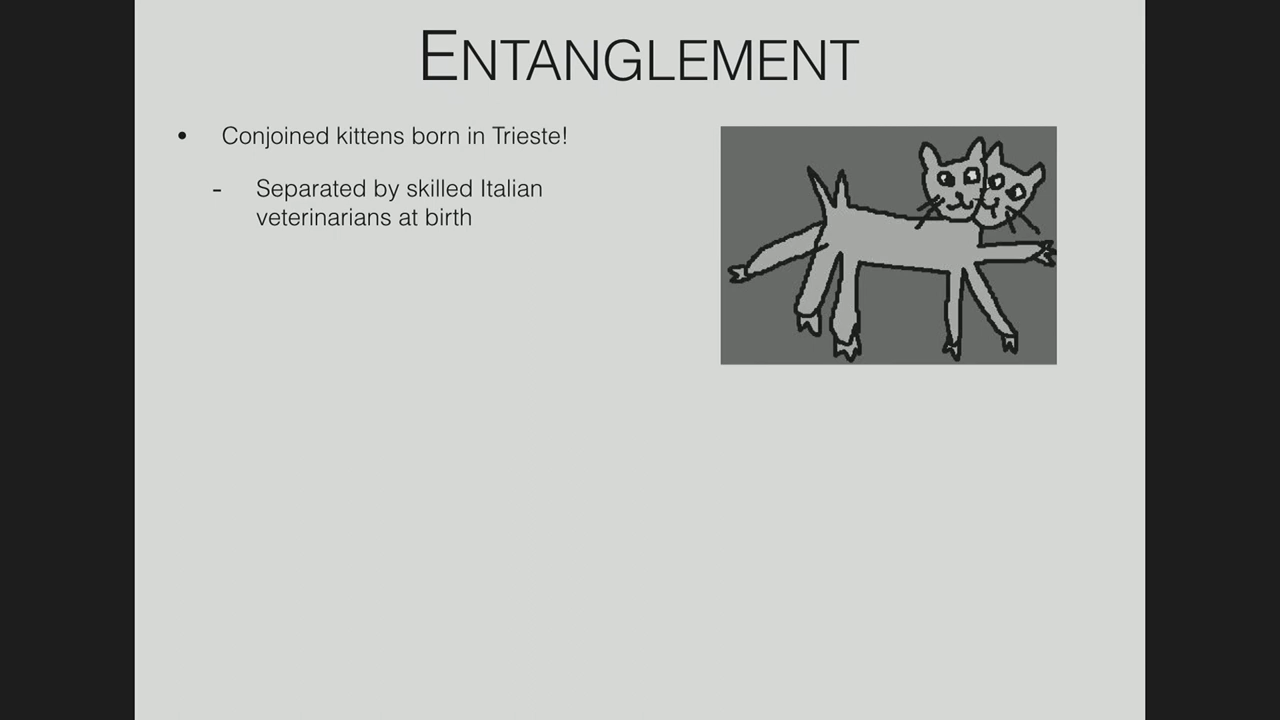 ENTANGLEMENT
• Conjoined kittens born in Trieste!
- Separated by skilled Italian
veterinarians at birth